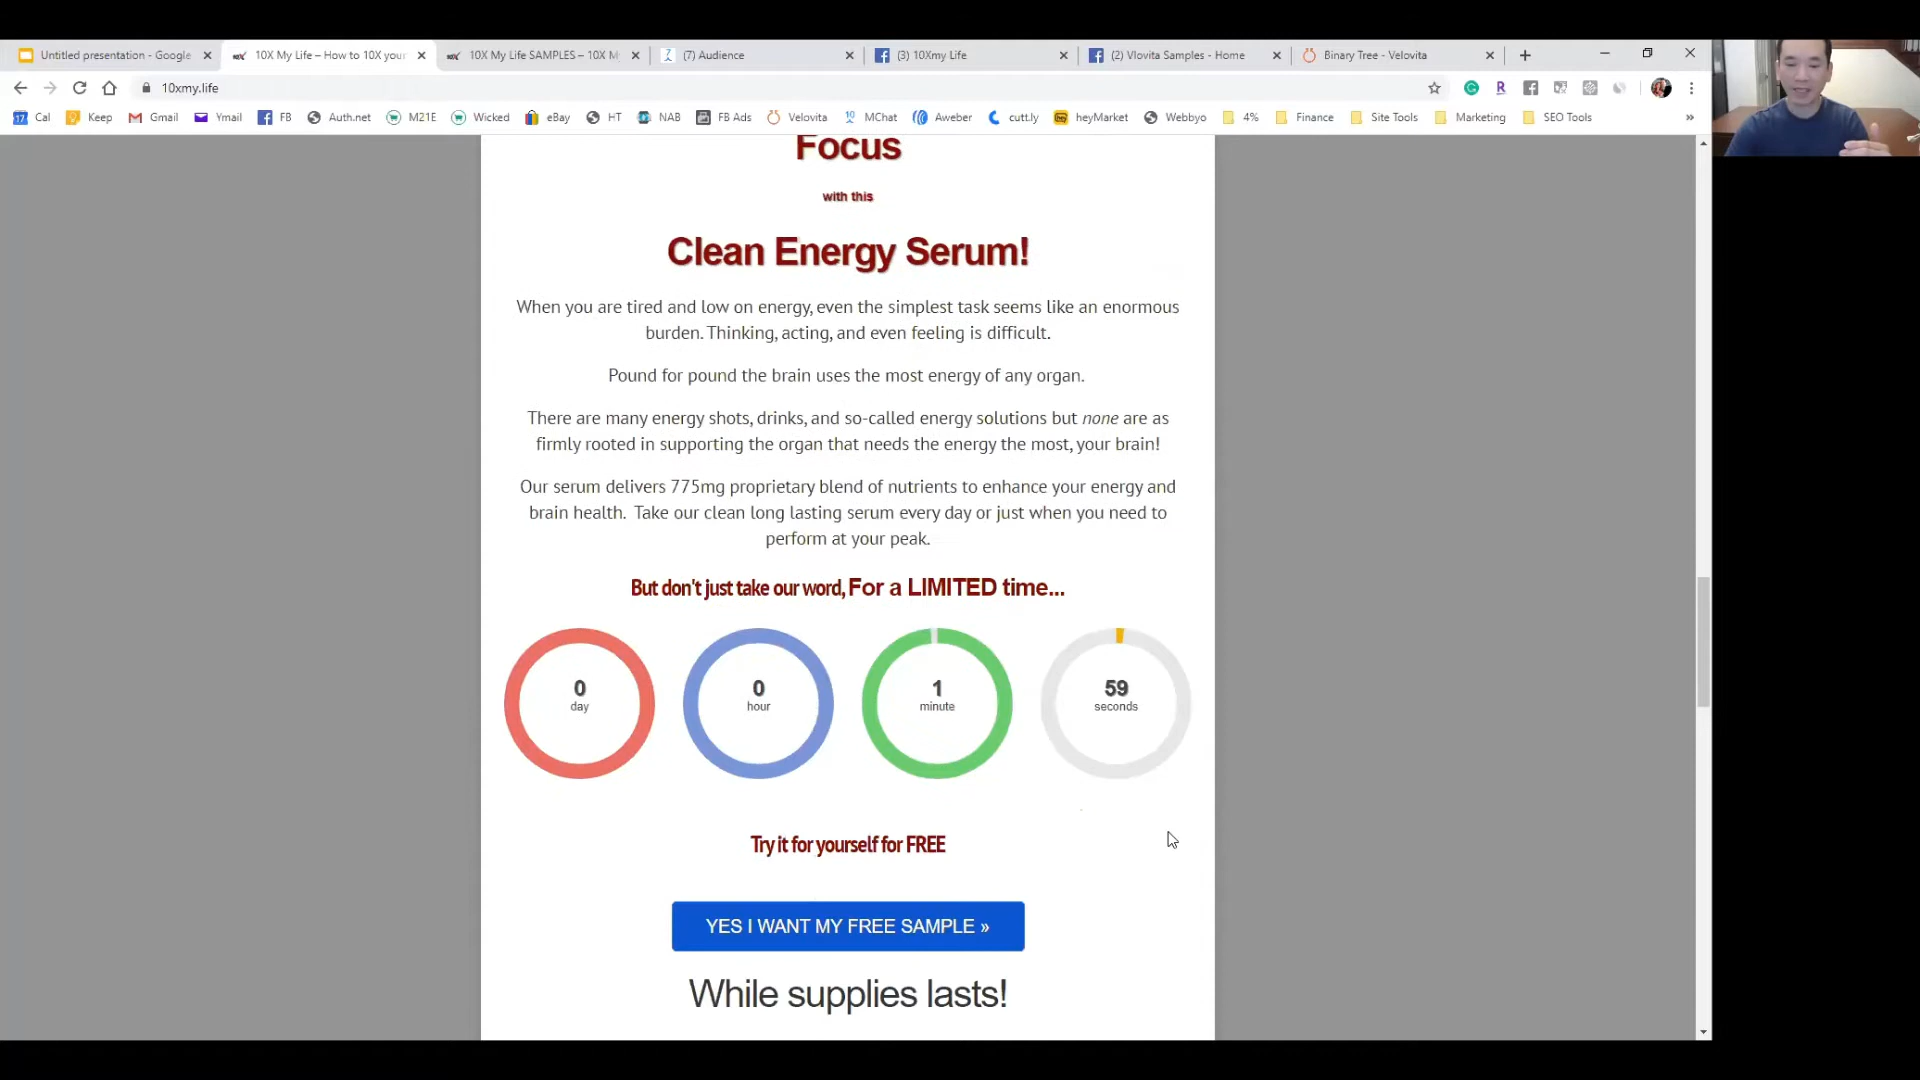 Untitled presentation - Google
10X My Life – How to 10X your
10X My Life SAMPLES – 10X My
(7) Audience
(3) 10Xmy Life
(2) Vlovita Samples - Home
Binary Tree - Velovita
10xmy.life
17 Cal
Keep
Gmail
Ymail
FB
Auth.net
M21E
Wicked
eBay
HT
NAB
FB Ads
Velovita
10 MChat
Aweber
cutt.ly
heyMarket
Webbyo
4%
Finance
Site Tools
Marketing
SEO Tools
»
Focus
with this
Clean Energy Serum!
When you are tired and low on energy, even the simplest task seems like an enormous
burden. Thinking, acting, and even feeling is difficult.
Pound for pound the brain uses the most energy of any organ.
There are many energy shots, drinks, and so-called energy solutions but none are as
firmly rooted in supporting the organ that needs the energy the most, your brain!
Our serum delivers 775mg proprietary blend of nutrients to enhance your energy and
brain health. Take our clean long lasting serum every day or just when you need to
perform at your peak.
But don't just take our word, For a LIMITED time...
0
day
0
hour
1
minute
59
seconds
Try it for yourself for FREE
YES I WANT MY FREE SAMPLE »
While supplies lasts!